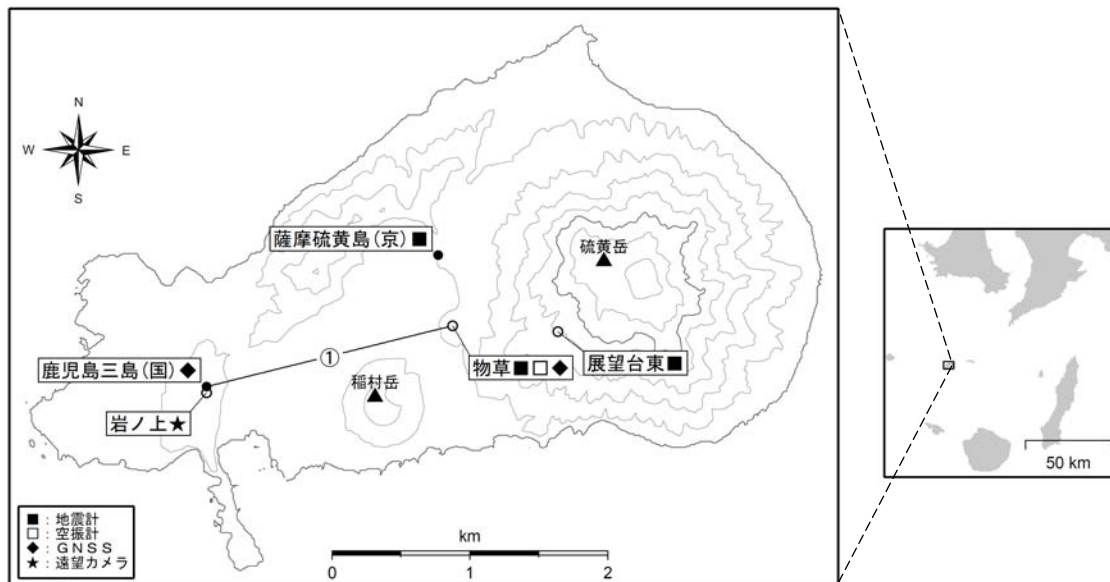 N
W
E
S
薩摩硫黄島(京)■
硫黄岳
①
鹿児島三島(国)◆
物草■□◆
展望台東■
稲村岳
岩ノ上★
■：地震計
□：空振計
◆：GNSS
★：遠望カメラ
km
0
1
2
50 km